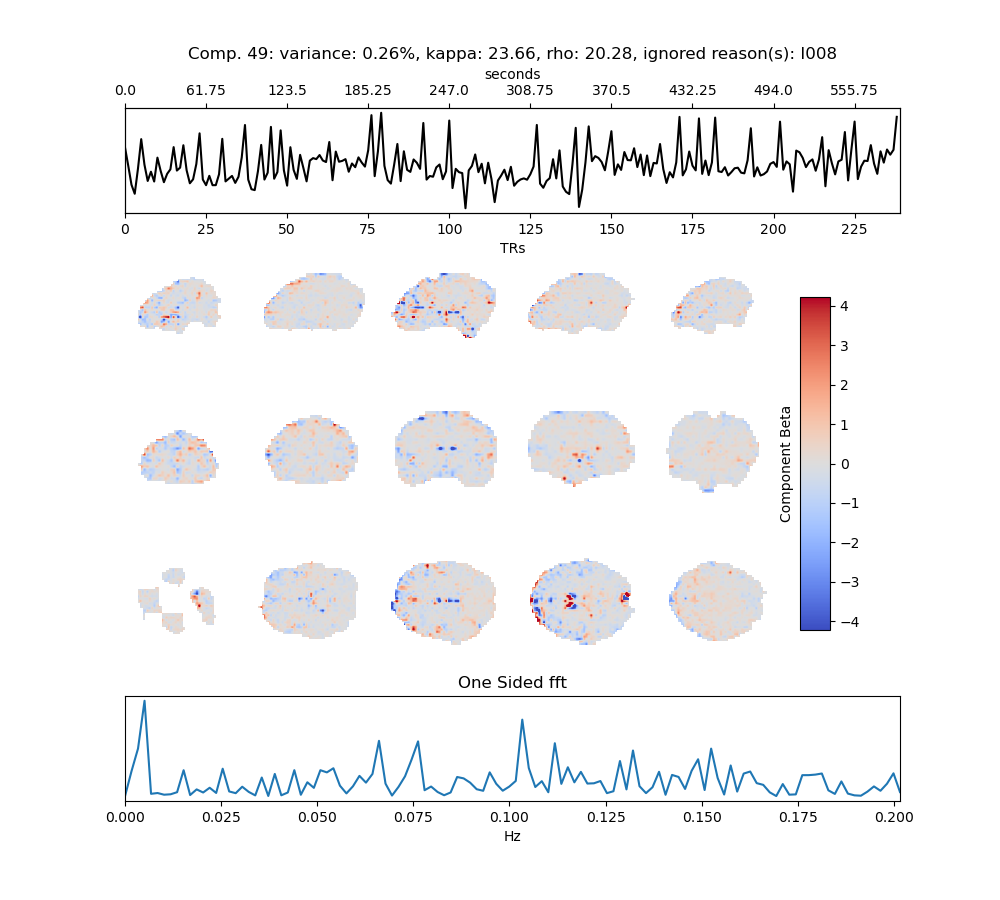 Comp. 49: variance: 0.26%, kappa: 23.66, rho: 20.28, ignored reason(s): I008
seconds
0.0 61.75 123.5 185.25 247.0 308.75 370.5 432.25 494.0 555.75
0 25 50 75 100 125 150 175 200 225
TRs
4
3
2
1
0
−1
−2
−3
−4
Component Beta
One Sided fft
0.000 0.025 0.050 0.075 0.100 0.125 0.150 0.175 0.200
Hz